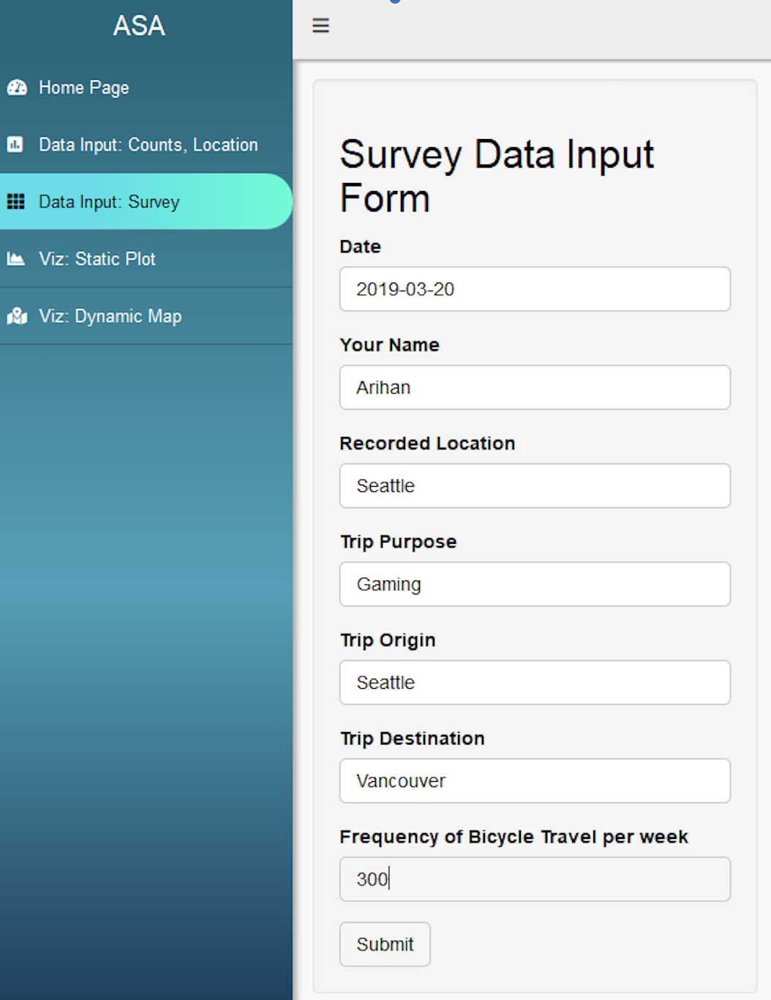 ASA
Home Page
Data Input: Counts, Location
Data Input: Survey
Viz: Static Plot
Viz: Dynamic Map
Survey Data Input
Form
Date
2019-03-20
Your Name
Arihan
Recorded Location
Seattle
Trip Purpose
Gaming
Trip Origin
Seattle
Trip Destination
Vancouver
Frequency of Bicycle Travel per week
300
Submit